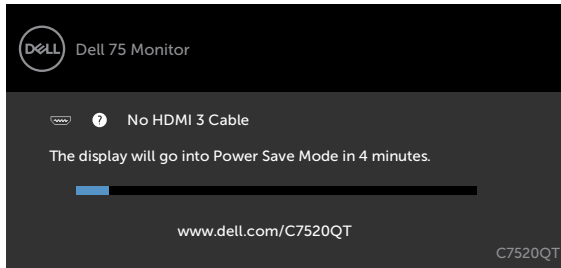 DELL
Dell 75 Monitor
? No HDMI 3 Cable
The display will go into Power Save Mode in 4 minutes.
www.dell.com/C7520QT
C7520QT